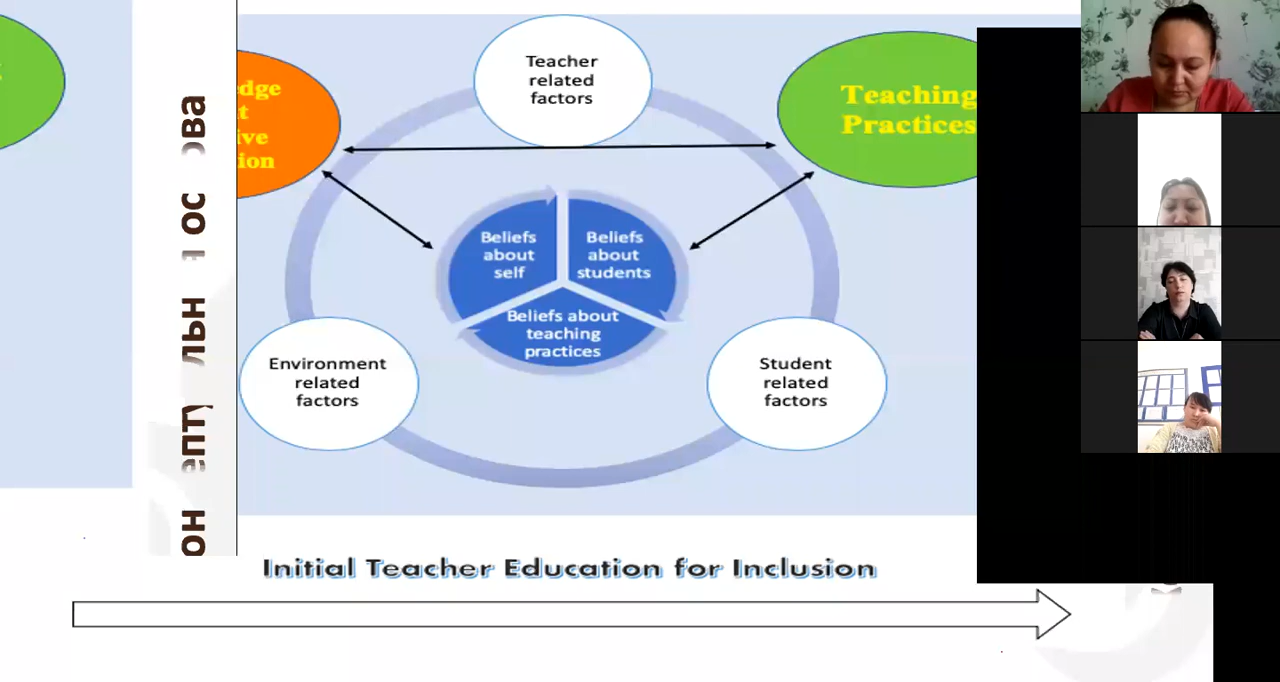 Teacher
related
factors
Teaching
Practices
Beliefs
about
self
Beliefs
about
students
Beliefs about
teaching
practices
Environment
related
factors
Student
related
factors
Initial Teacher Education for Inclusion